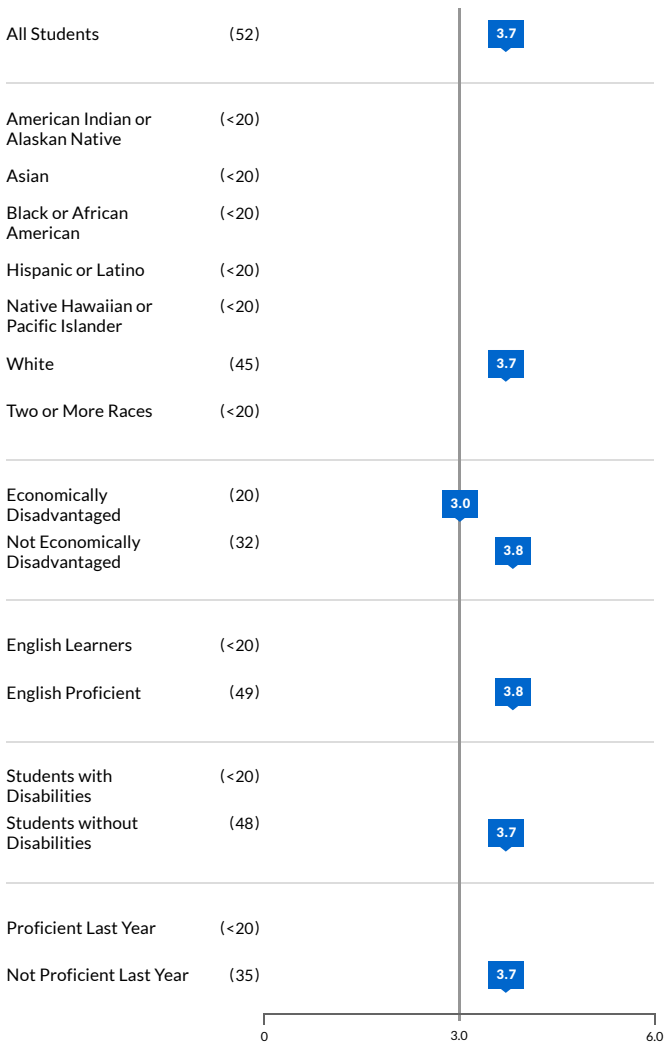 All Students (52) 3.7
American Indian or (<20)
Alaskan Native
Asian (<20)
Black or African (<20)
American
Hispanic or Latino (<20)
Native Hawaiian or (<20)
Pacific Islander
White (45) 3.7
Two or More Races (<20)
Economically (20) 3.0
Disadvantaged
Not Economically (32) 3.8
Disadvantaged
English Learners (<20)
English Proficient (49) 3.8
Students with (<20)
Disabilities
Students without (48) 3.7
Disabilities
Proficient Last Year (<20)
Not Proficient Last Year (35) 3.7
0 3.0 6.0